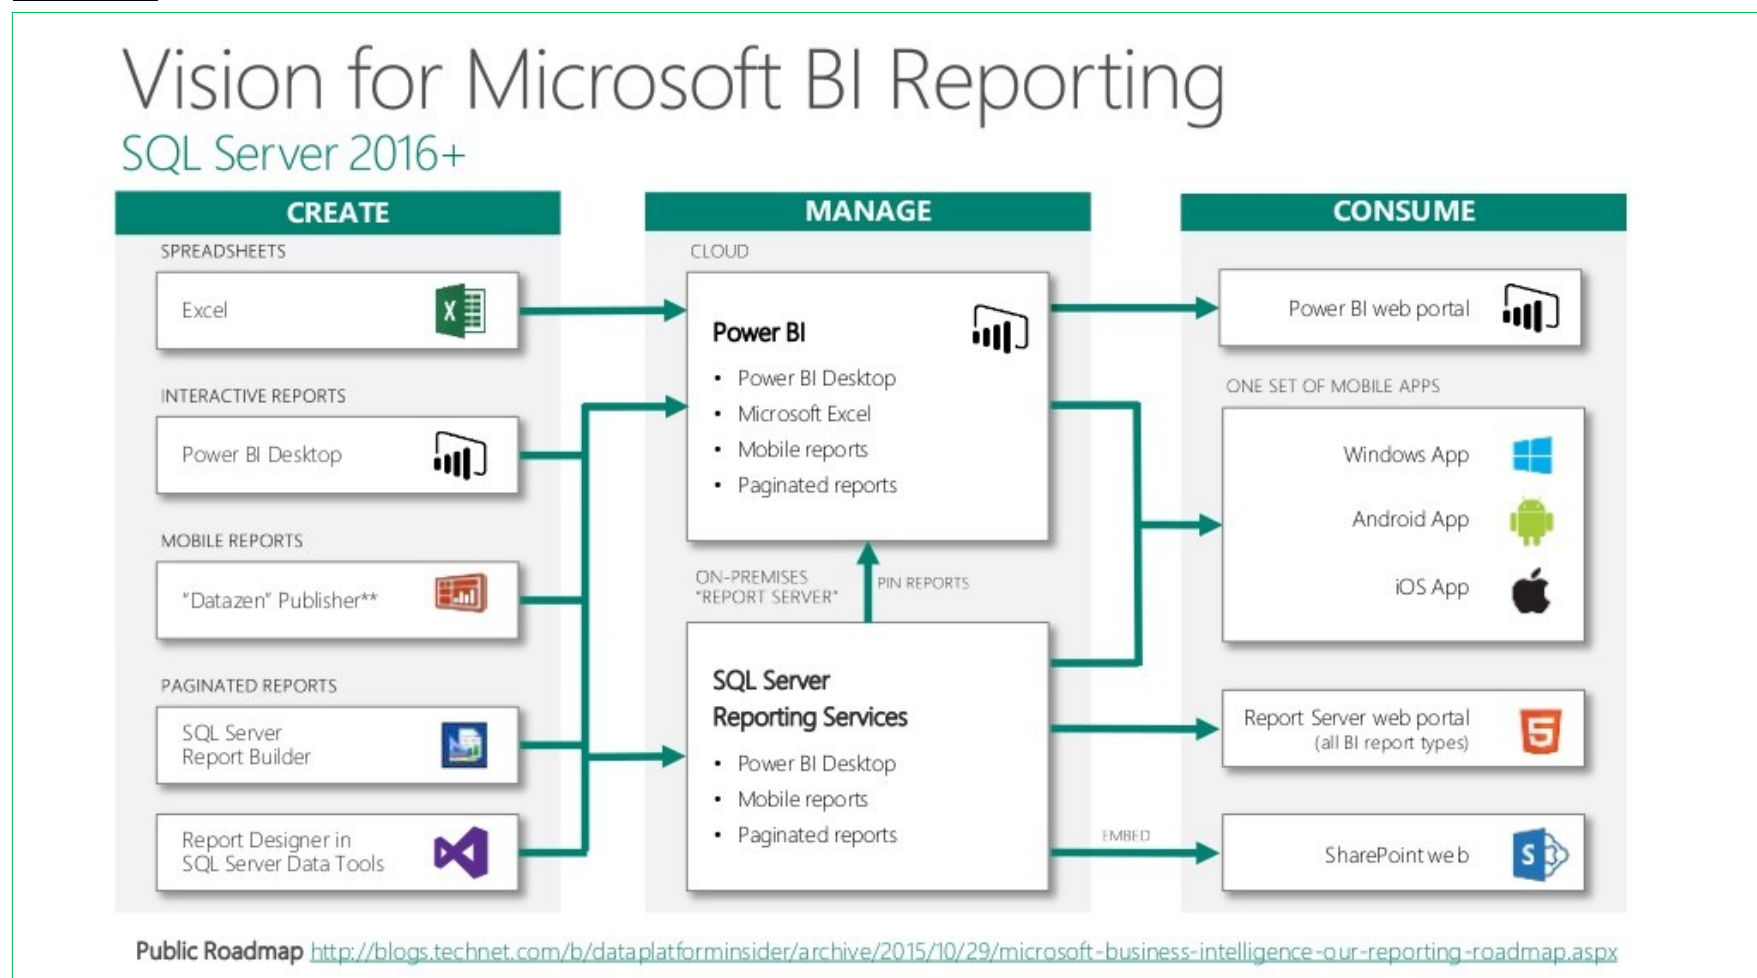 Vision for Microsoft BI Reporting
SQL Server 2016+
CREATE
SPREADSHEETS
Excel
INTERACTIVE REPORTS
Power BI Desktop
MOBILE REPORTS
"Datazen" Publisher**
PAGINATED REPORTS
SQL Server
Report Builder
Report Designer in
SQL Server Data Tools
MANAGE
CLOUD
Power BI
• Power BI Desktop
• Microsoft Excel
• Mobile reports
• Paginated reports
ON-PREMISES
"REPORT SERVER"
PIN REPORTS
SQL Server
Reporting Services
• Power BI Desktop
• Mobile reports
• Paginated reports
EMBED
CONSUME
Power BI web portal
ONE SET OF MOBILE APPS
Windows App
Android App
iOS App
Report Server web portal
(all BI report types)
SharePoint web
Public Roadmap http://blogs.technet.com/b/dataplatforminsider/archive/2015/10/29/microsoft-business-intelligence-our-reporting-roadmap.aspx